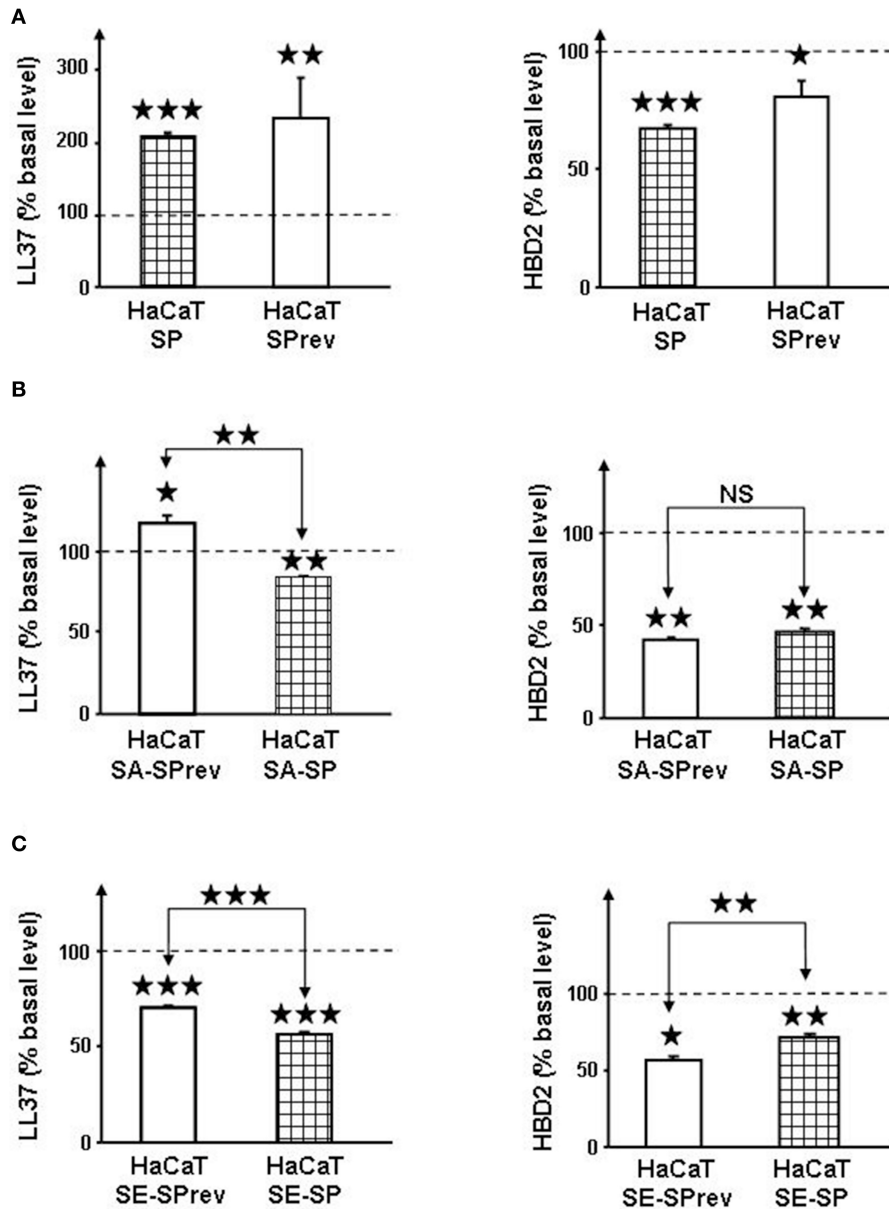 A
LL37 (% basal level)
300
200
100
0
HaCaT
SP
HaCaT
SPrev
HBD2 (% basal level)
100
50
0
HaCaT
SP
HaCaT
SPrev
B
LL37 (% basal level)
100
50
0
HaCaT
SA-SPrev
HaCaT
SA-SP
HBD2 (% basal level)
NS
100
50
0
HaCaT
SA-SPrev
HaCaT
SA-SP
C
LL37 (% basal level)
100
50
0
HaCaT
SE-SPrev
HaCaT
SE-SP
HBD2 (% basal level)
100
50
0
HaCaT
SE-SPrev
HaCaT
SE-SP